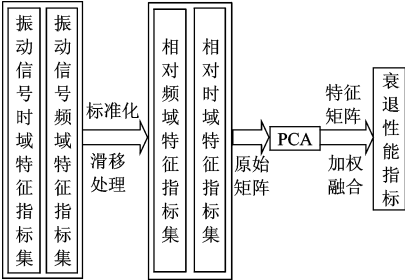 振动信号时域特征指标集
振动信号频域特征指标集
标准化
滑移
处理
相对频域特征指标集
相对时域特征指标集
原始
矩阵
PCA
特征
矩阵
加权
融合
衰退性能指标